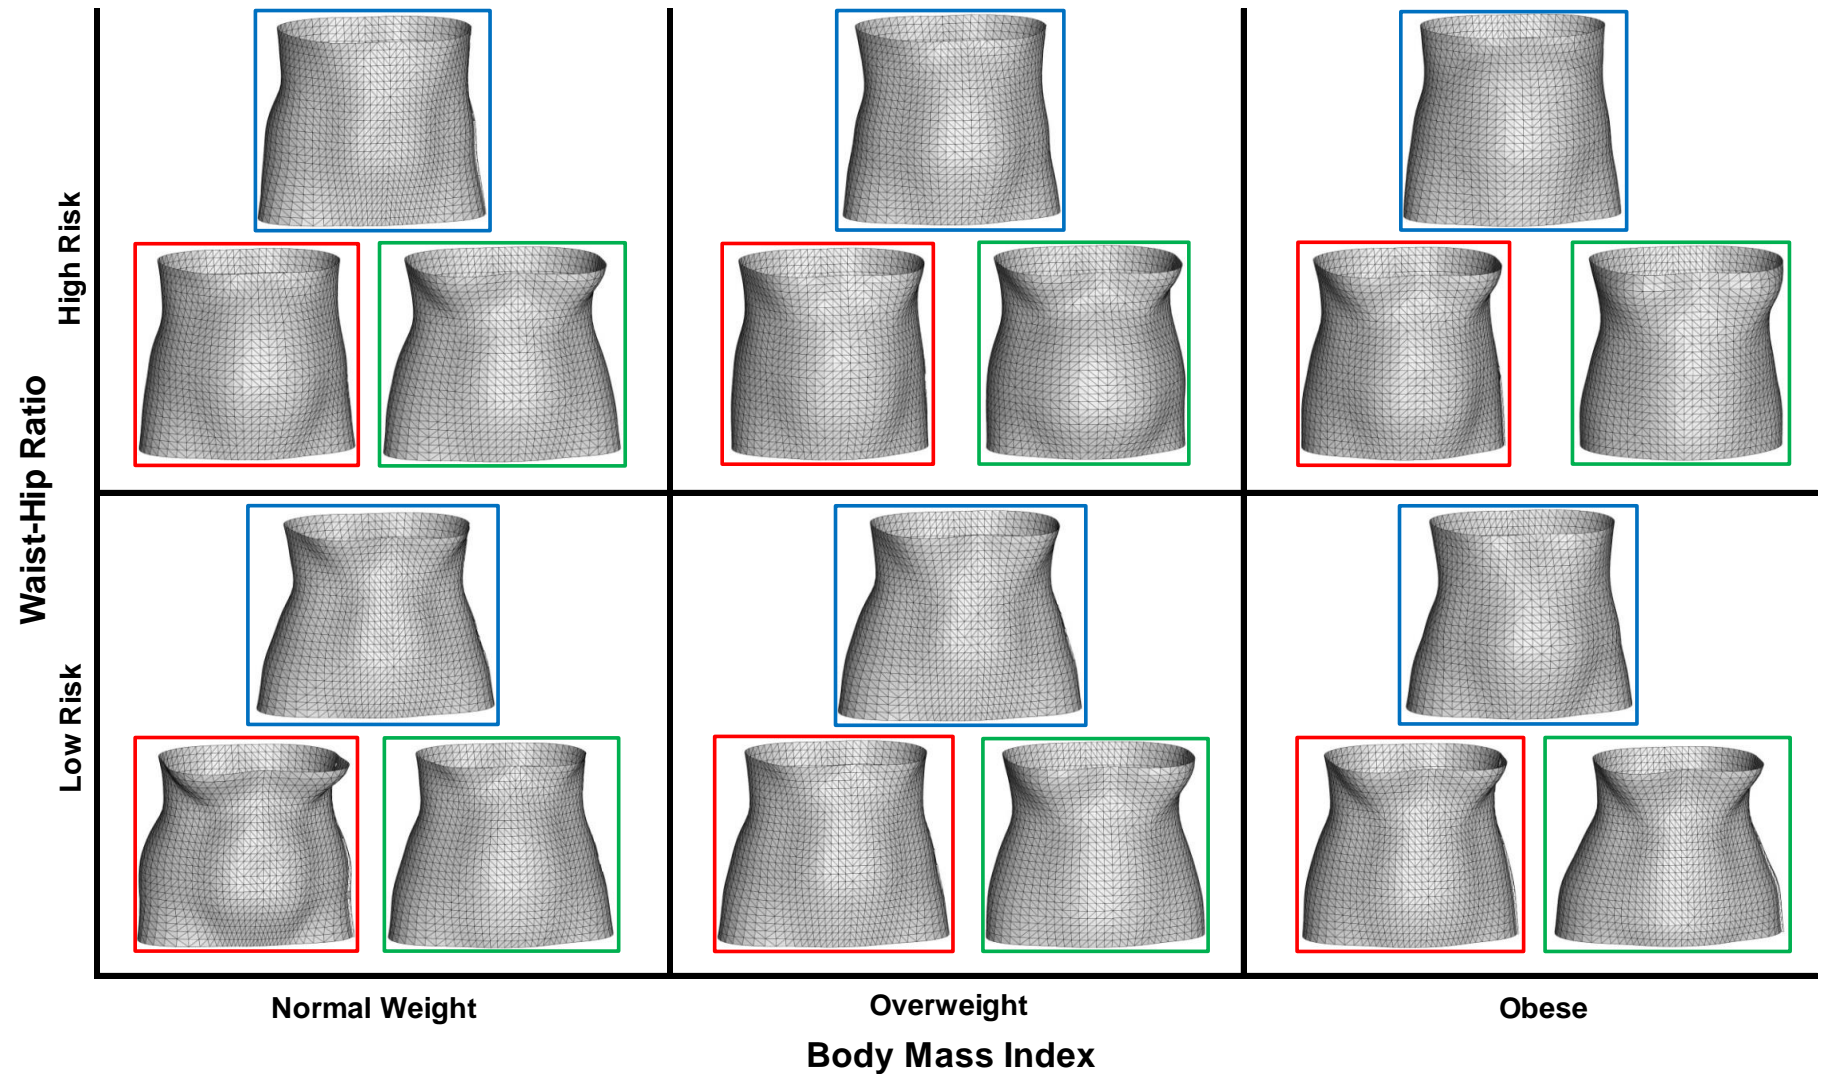 Waist-Hip Ratio
High Risk
Low Risk
Normal Weight
Overweight
Obese
Body Mass Index